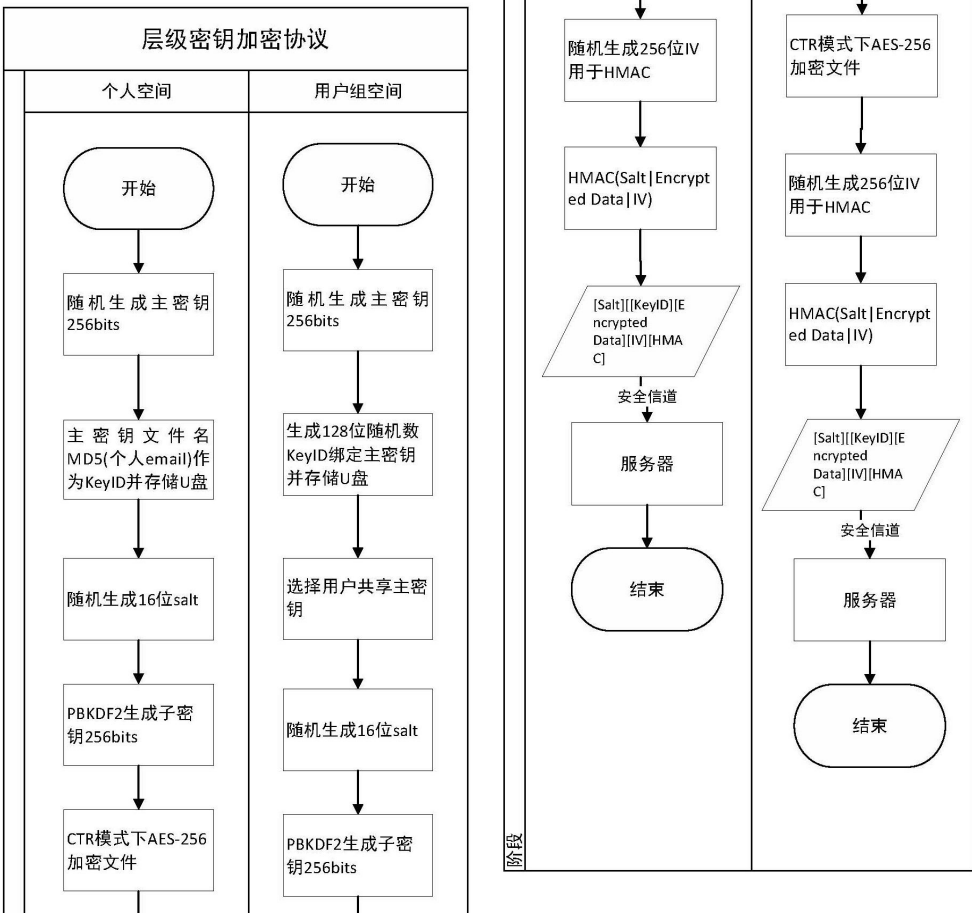 层级密钥加密协议
个人空间
用户组空间
开始
随机生成主密钥
256bits
主密钥文件名
MD5(个人email)作
为KeyID并存储U盘
随机生成16位salt
PBKDF2生成子密
钥256bits
CTR模式下AES-256
加密文件
开始
随机生成主密钥
256bits
生成128位随机数
KeyID绑定主密钥
并存储U盘
选择用户共享主密
钥
随机生成16位salt
PBKDF2生成子密
钥256bits
随机生成256位IV
用于HMAC
HMAC(Salt|Encrypt
ed Data|IV)
[Salt][[KeyID][E
ncrypted
Data][IV][HMA
C]
安全信道
服务器
结束
CTR模式下AES-256
加密文件
随机生成256位IV
用于HMAC
HMAC(Salt|Encrypt
ed Data|IV)
[Salt][[KeyID][E
ncrypted
Data][IV][HMA
C]
安全信道
服务器
结束
阶段